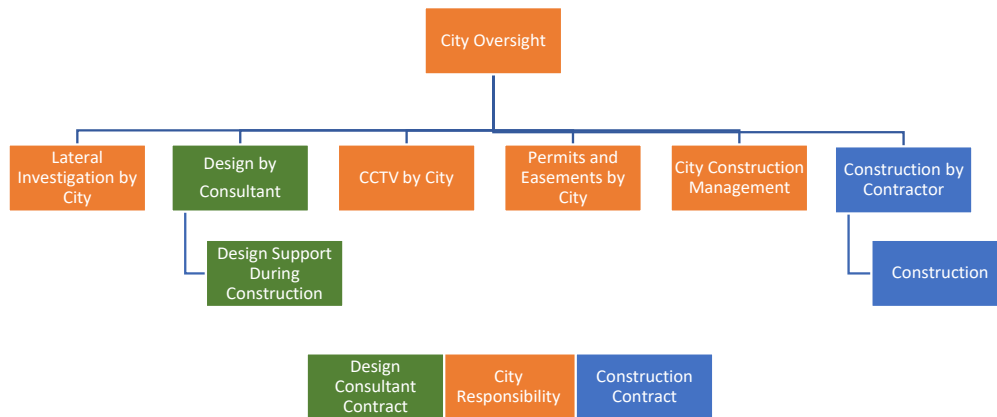 City Oversight
Lateral
Investigation by
City
Design by
Consultant
CCTV by City
Permits and
Easements by
City
City Construction
Management
Construction by
Contractor
Design Support
During
Construction
Construction
Design
Consultant
Contract
City
Responsibility
Construction
Contract